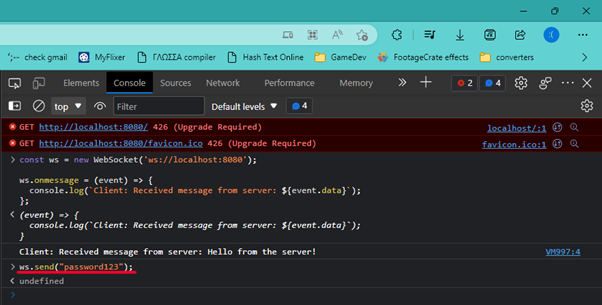 check gmail MyFlixer ΓΛΩΣΣΑ compiler Hash Text Online GameDev FootageCrate effects converters
Elements Console Sources Network Performance Memory 2 4
top Filter Default levels 4
GET http://localhost:8080/ 426 (Upgrade Required) localhost/:1
GET http://localhost:8080/favicon.ico 426 (Upgrade Required) favicon.ico:1
> const ws = new WebSocket('ws://localhost:8080');
ws.onmessage = (event) => {
console.log(`Client: Received message from server: ${event.data}`);
};
(event) => {
console.log(`Client: Received message from server: ${event.data}`);
}
Client: Received message from server: Hello from the server! VM997:4
> ws.send("password123");
undefined